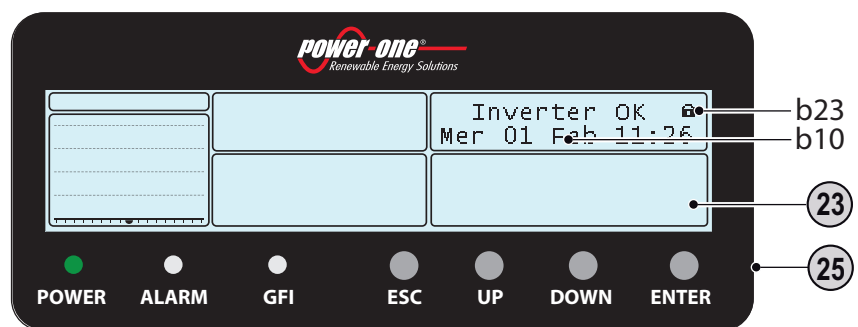 power-one®
Renewable Energy Solutions
Inverter OK
Mer 01 Feb 11:26
b23
b10
23
25
POWER ALARM GFI ESC UP DOWN ENTER